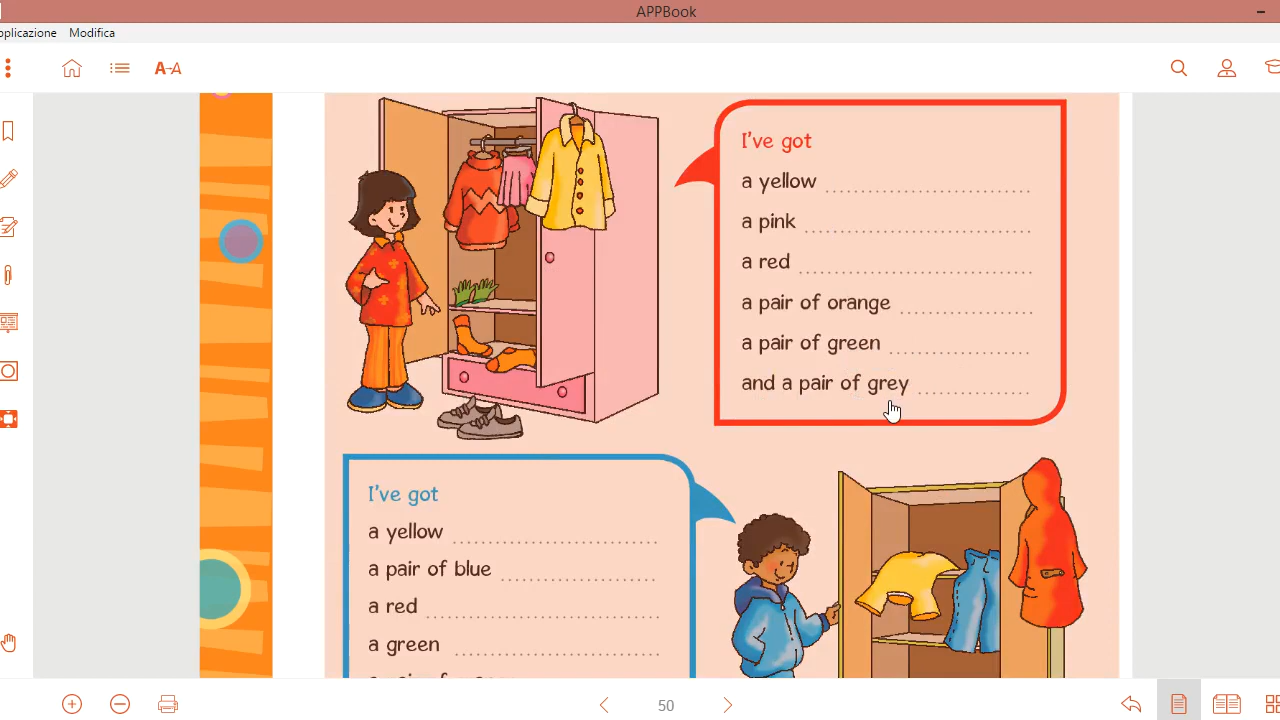 APPBook
pplicazione Modifica
A-A
I've got
a yellow
a pink
a red
a pair of orange
a pair of green
and a pair of grey
I've got
a yellow
a pair of blue
a red
a green
50